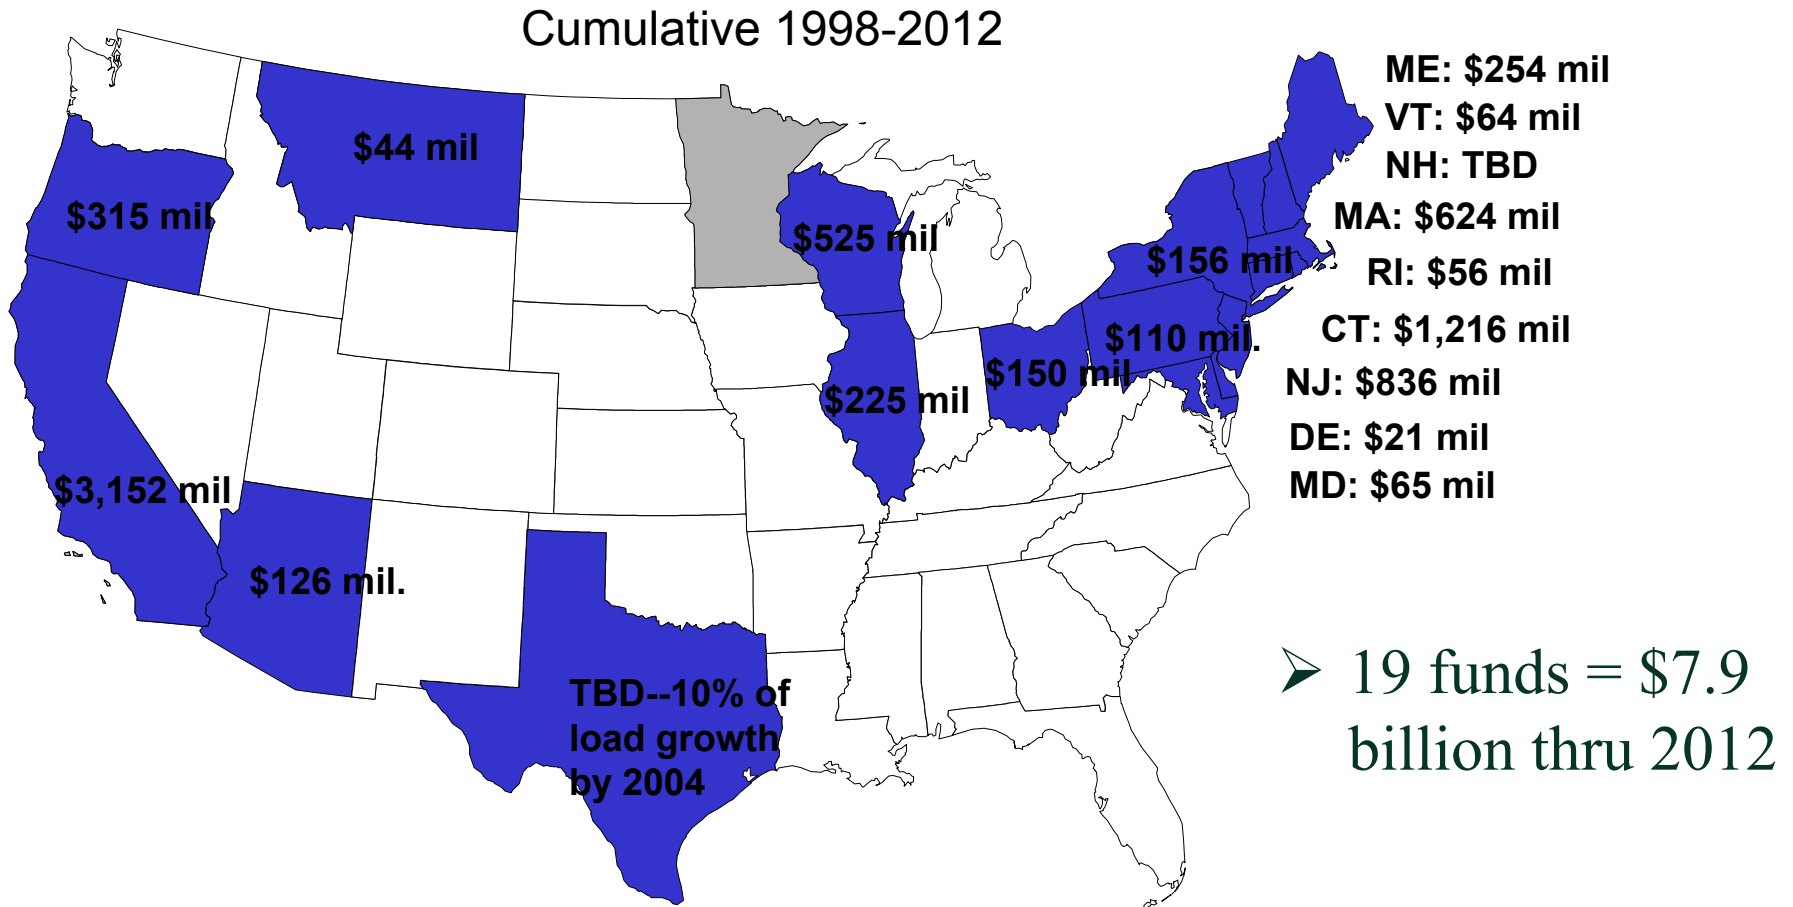 Cumulative 1998-2012
ME: $254 mil
VT: $64 mil
NH: TBD
MA: $624 mil
RI: $56 mil
CT: $1,216 mil
NJ: $836 mil
DE: $21 mil
MD: $65 mil
$44 mil
$315 mil
$525 mil
$156 mil
$110 mil.
$150 mil
$225 mil
$3,152 mil
$126 mil.
TBD--10% of
load growth
by 2004
➢ 19 funds = $7.9
billion thru 2012